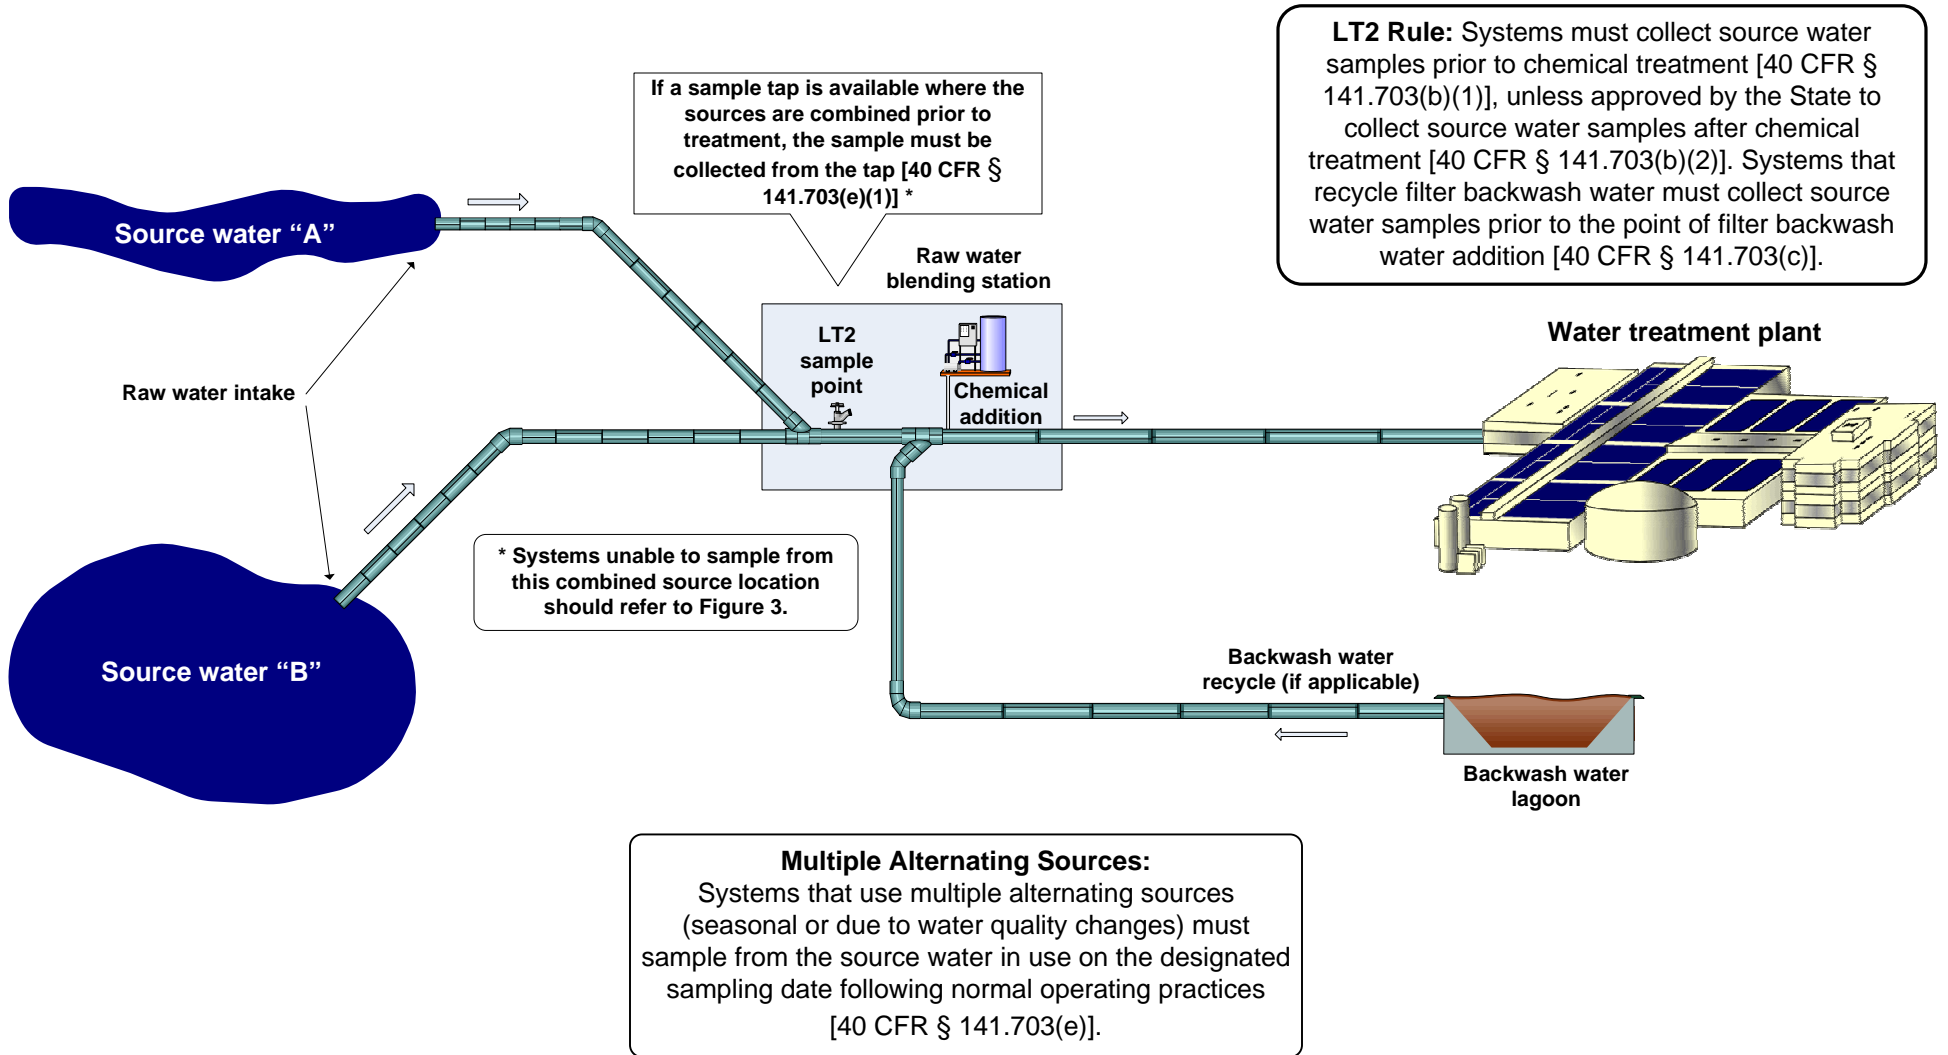 LT2 Rule: Systems must collect source water
samples prior to chemical treatment [40 CFR §
141.703(b)(1)], unless approved by the State to
collect source water samples after chemical
treatment [40 CFR § 141.703(b)(2)]. Systems that
recycle filter backwash water must collect source
water samples prior to the point of filter backwash
water addition [40 CFR § 141.703(c)].
If a sample tap is available where the
sources are combined prior to
treatment, the sample must be
collected from the tap [40 CFR §
141.703(e)(1)] *
Source water “A”
Raw water
blending station
LT2
sample
point
Chemical
addition
Water treatment plant
Raw water intake
* Systems unable to sample from
this combined source location
should refer to Figure 3.
Source water “B”
Backwash water
recycle (if applicable)
Backwash water
lagoon
Multiple Alternating Sources:
Systems that use multiple alternating sources
(seasonal or due to water quality changes) must
sample from the source water in use on the designated
sampling date following normal operating practices
[40 CFR § 141.703(e)].